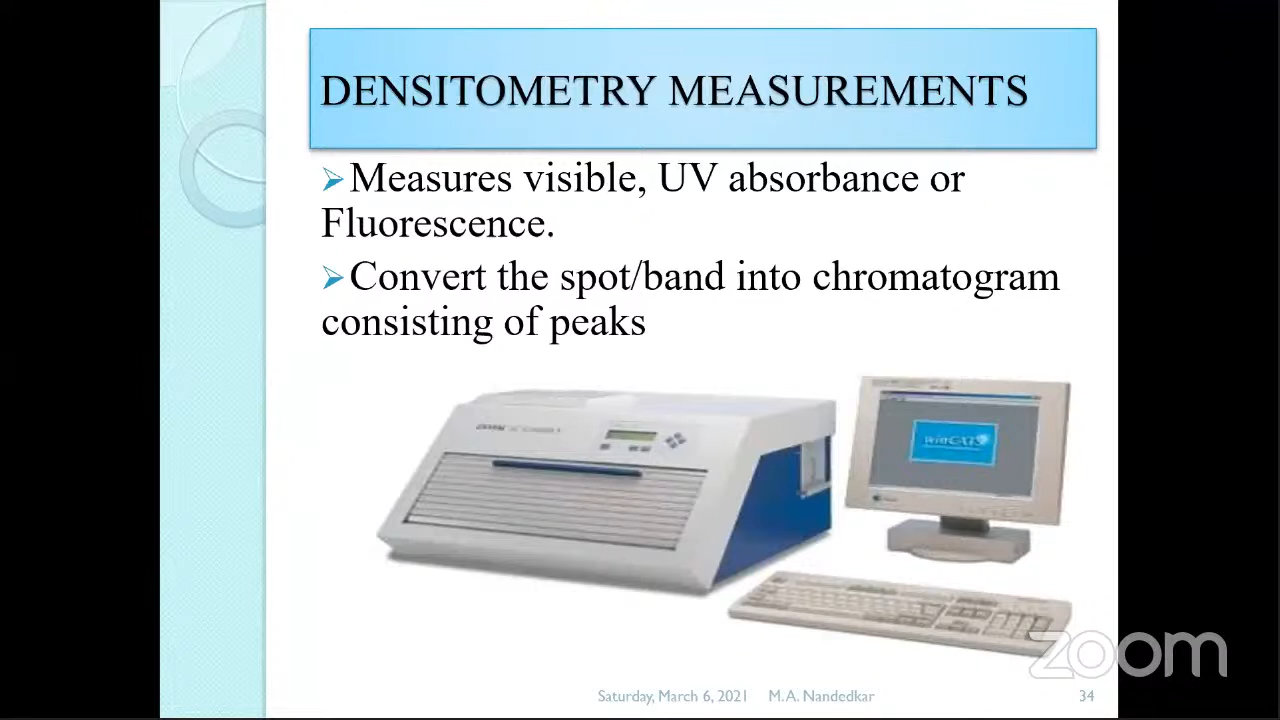 DENSITOMETRY MEASUREMENTS
Measures visible, UV absorbance or
Fluorescence.
Convert the spot/band into chromatogram
consisting of peaks
winCATS
zoom
Saturday, March 6, 2021 M.A. Nandedkar 34